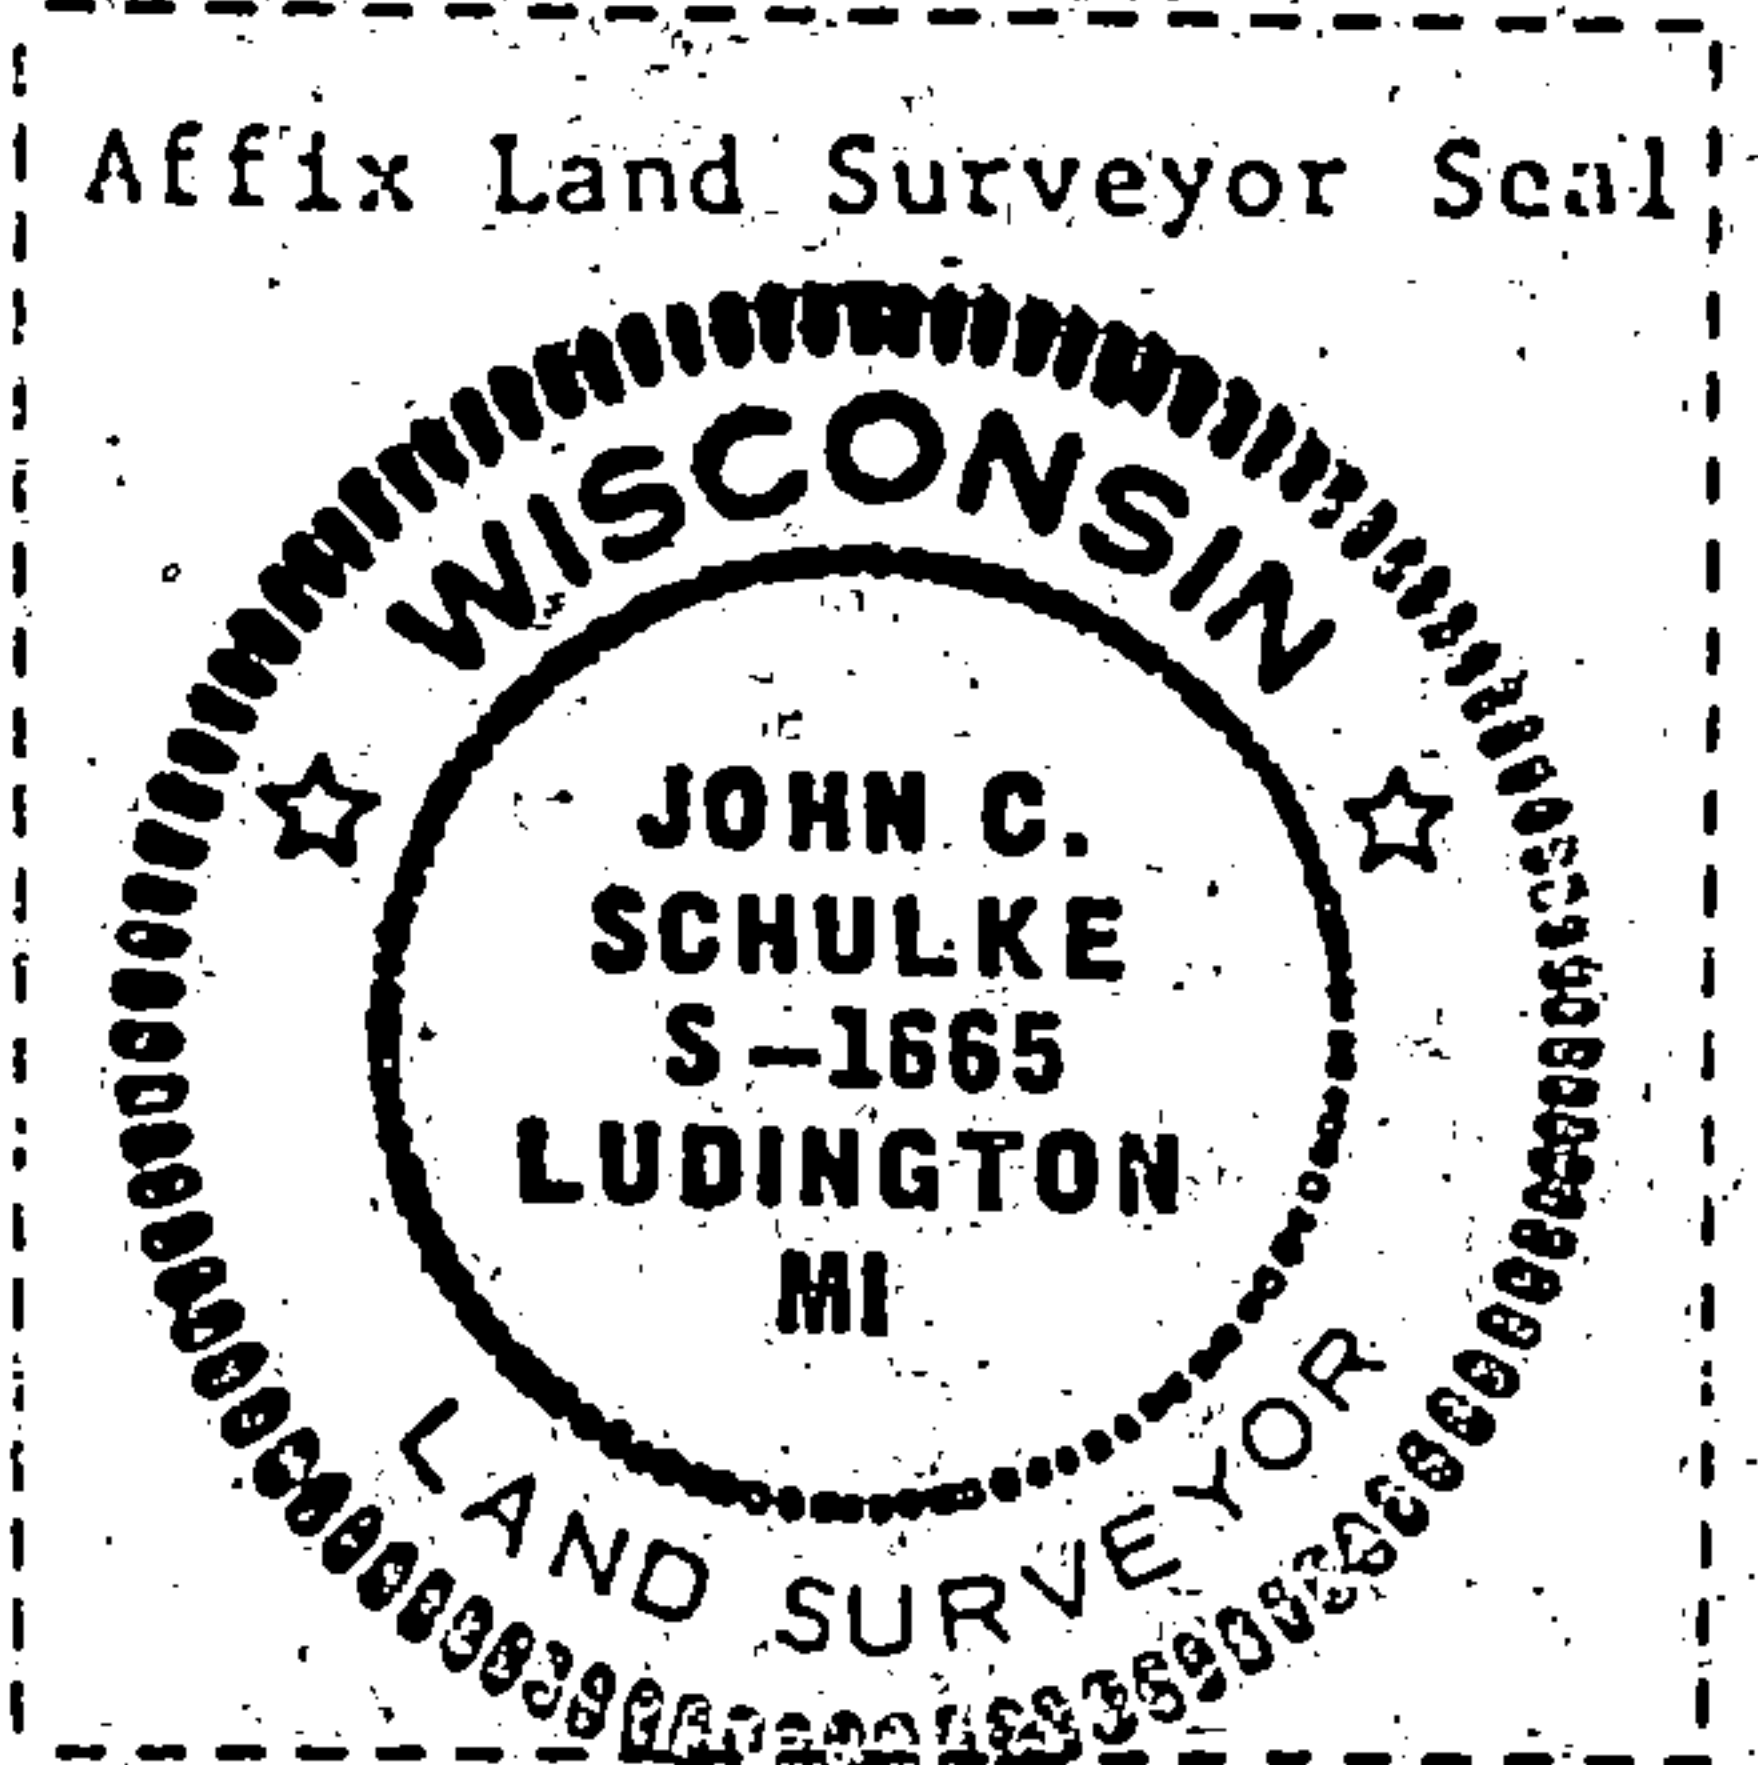 Affix Land Surveyor Seal
WISCONSIN
JOHN C.
SCHULKE
S-1665
LUDINGTON
MI
LAND SURVEYOR